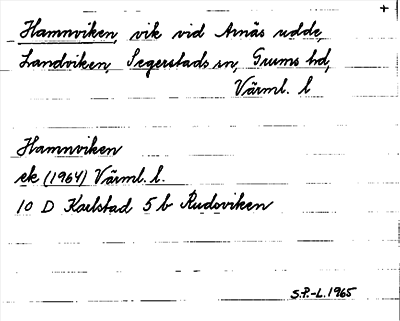 +
Hamnviken, vik vid Arnäs udde,
Landviken, Segerstads sn, Grums hd,
Värml. l
Hamnviken
ek (1964) Värml. l.
10 D Karlstad 5 b Rudsviken
S.P.-L. 1965